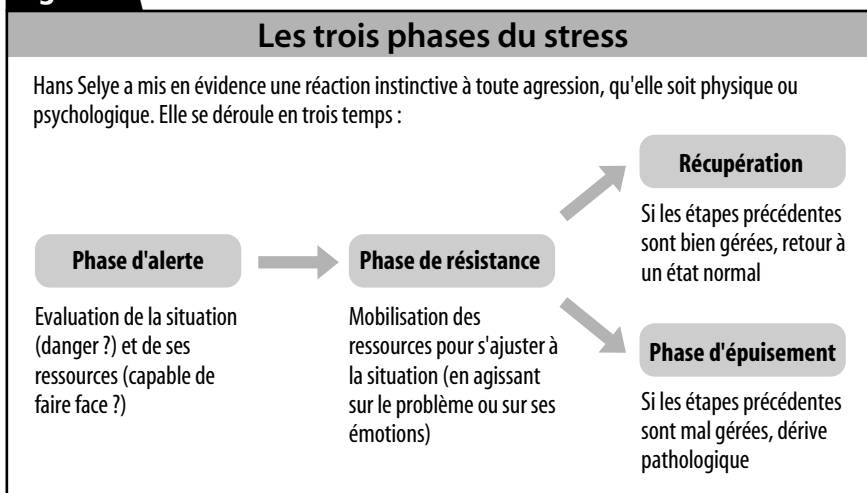 Les trois phases du stress
Hans Selye a mis en évidence une réaction instinctive à toute agression, qu'elle soit physique ou
psychologique. Elle se déroule en trois temps :
Phase d'alerte
Evaluation de la situation
(danger ?) et de ses
ressources (capable de
faire face ?)
Phase de résistance
Mobilisation des
ressources pour s'ajuster à
la situation (en agissant
sur le problème ou sur ses
émotions)
Récupération
Si les étapes précédentes
sont bien gérées, retour à
un état normal
Phase d'épuisement
Si les étapes précédentes
sont mal gérées, dérive
pathologique